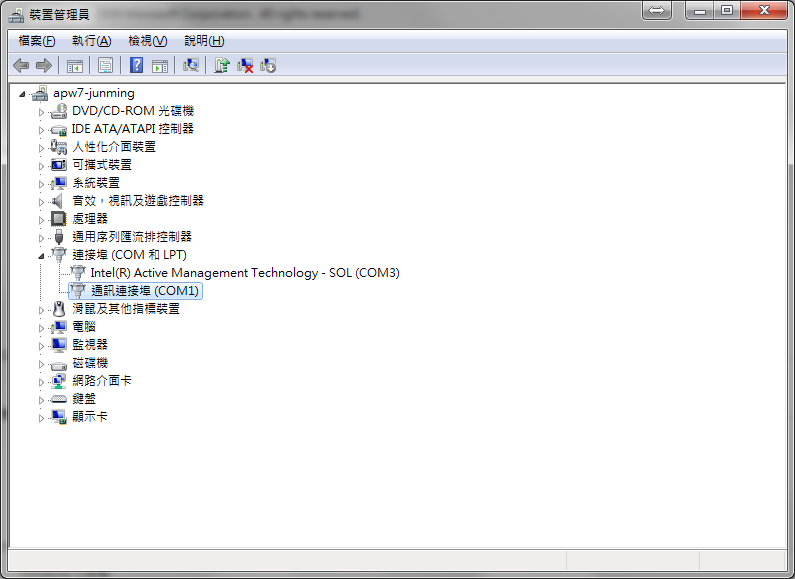 裝置管理員
Microsoft Corporation. All rights reserved.
檔案(F) 執行(A) 檢視(V) 說明(H)
apw7-junming
DVD/CD-ROM 光碟機
IDE ATA/ATAPI 控制器
人性化介面裝置
可攜式裝置
系統裝置
音效，視訊及遊戲控制器
處理器
通用序列匯流排控制器
連接埠 (COM 和 LPT)
Intel(R) Active Management Technology - SOL (COM3)
通訊連接埠 (COM1)
滑鼠及其他指標裝置
電腦
監視器
磁碟機
網路介面卡
鍵盤
顯示卡